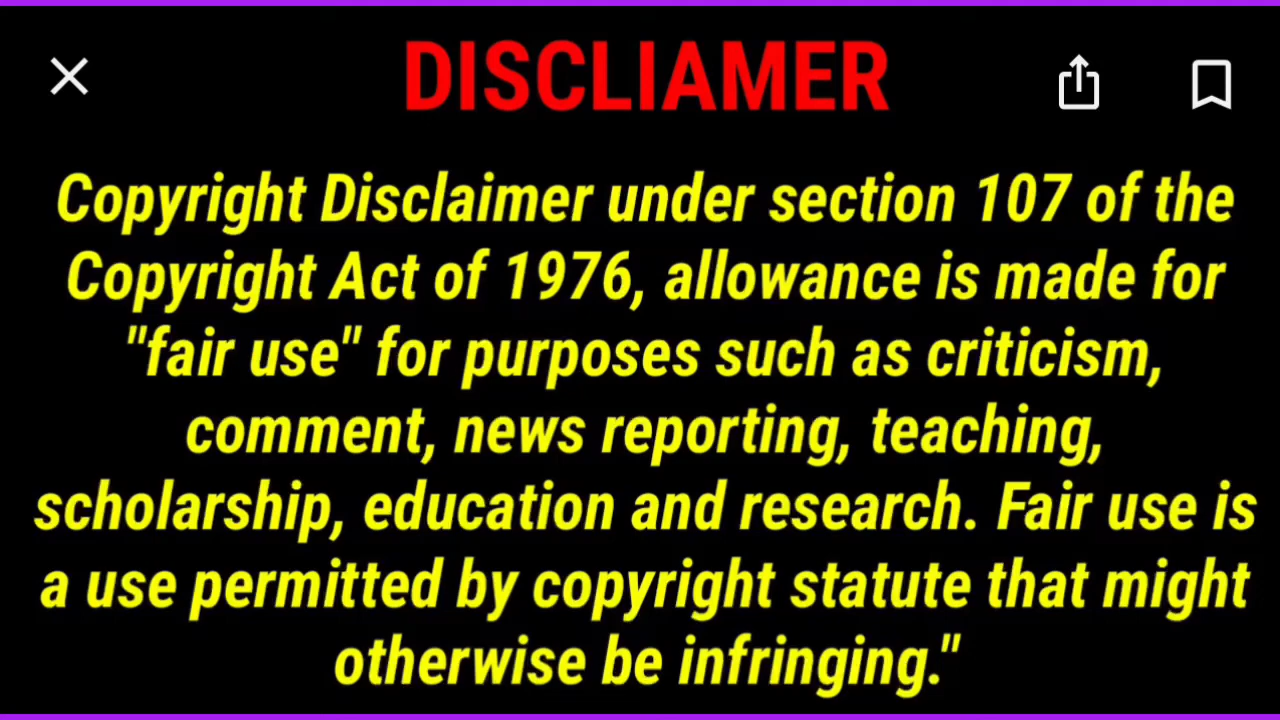 DISCLIAMER
Copyright Disclaimer under section 107 of the
Copyright Act of 1976, allowance is made for
"fair use" for purposes such as criticism,
comment, news reporting, teaching,
scholarship, education and research. Fair use is
a use permitted by copyright statute that might
otherwise be infringing."